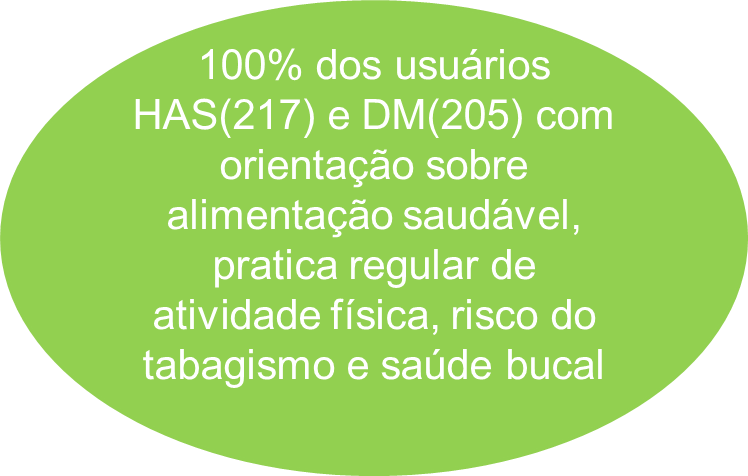 100% dos usuários
HAS(217) e DM(205) com
orientação sobre
alimentação saudável,
pratica regular de
atividade física, risco do
tabagismo e saúde bucal